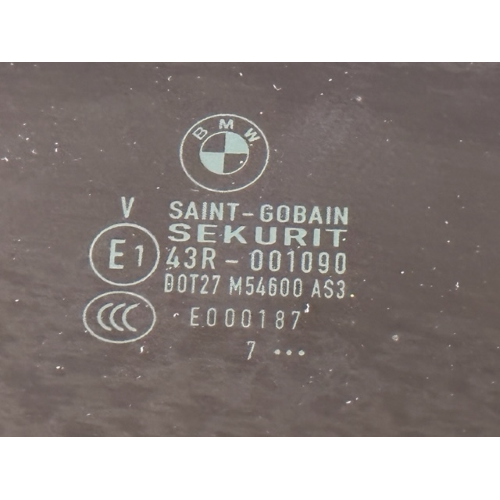 BMW
V SAINT-GOBAIN
SEKURIT
E1 43R-001090
DOT27 M54600 AS3
CCC E000187
7 •••